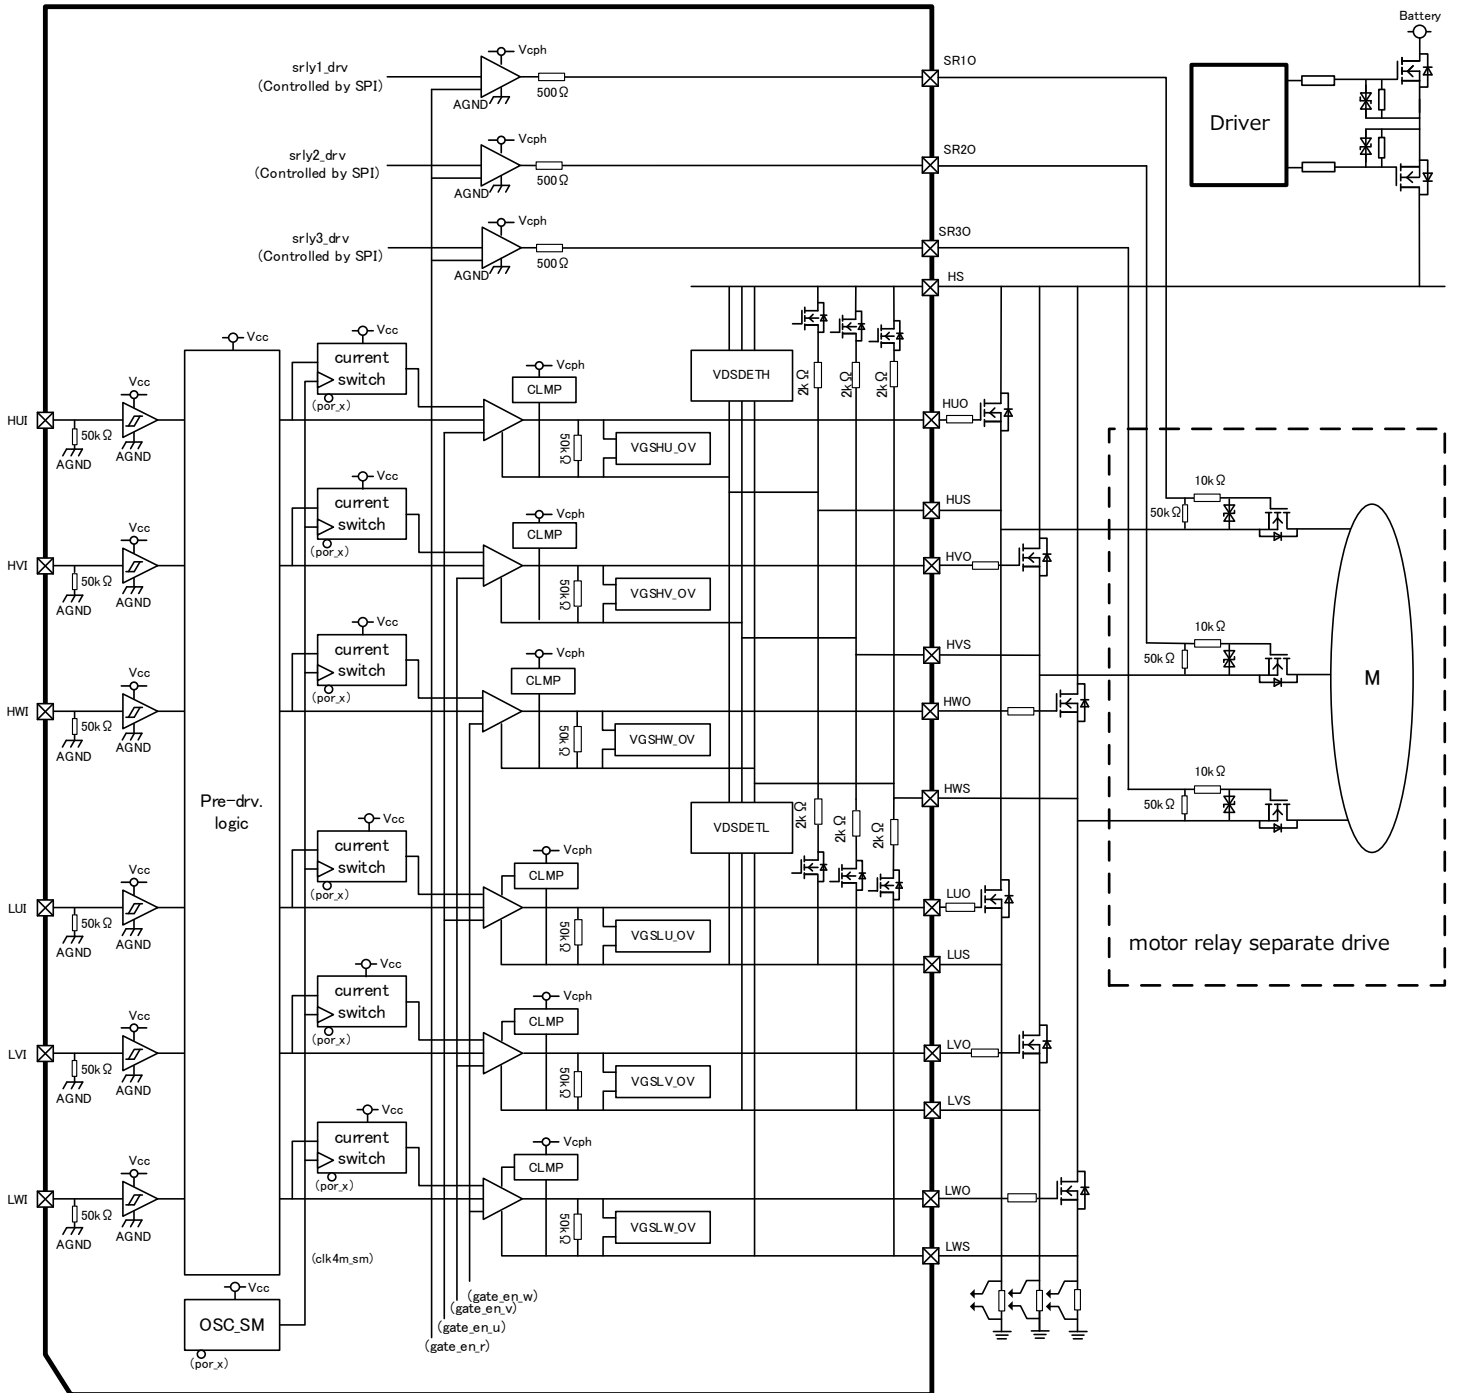 Battery
Vcph
srly1_drv
(Controlled by SPI)
AGND
500Ω
SR1O
Driver
Vcph
srly2_drv
(Controlled by SPI)
AGND
500Ω
SR2O
Vcph
srly3_drv
(Controlled by SPI)
AGND
500Ω
SR3O
HS
Vcc
Vcc
current
switch
(por_x)
Vcph
CLMP
VDSDETH
2kΩ
2kΩ
2kΩ
Vcc
HUI
50kΩ
AGND
AGND
50kΩ
VGSHU_OV
HUO
Vcc
current
switch
(por_x)
Vcph
CLMP
HUS
10kΩ
50kΩ
Vcc
HVI
50kΩ
AGND
AGND
50kΩ
VGSHV_OV
HVO
Vcc
current
switch
(por_x)
Vcph
CLMP
HVS
10kΩ
50kΩ
M
Vcc
HWI
50kΩ
AGND
AGND
50kΩ
VGSHW_OV
HWO
10kΩ
50kΩ
HWS
Pre-drv.
logic
VDSDETL
2kΩ
2kΩ
2kΩ
Vcc
current
switch
(por_x)
Vcph
CLMP
Vcc
LUI
50kΩ
AGND
AGND
50kΩ
VGSLU_OV
LUO
motor relay separate drive
LUS
Vcc
current
switch
(por_x)
Vcph
CLMP
Vcc
LVI
50kΩ
AGND
AGND
50kΩ
VGSLV_OV
LVO
LVS
Vcc
current
switch
(por_x)
Vcph
CLMP
Vcc
LWI
50kΩ
AGND
AGND
50kΩ
VGSLW_OV
LWO
LWS
(clk4m_sm)
Vcc
OSC_SM
(por_x)
(gate_en_w)
(gate_en_v)
(gate_en_u)
(gate_en_r)